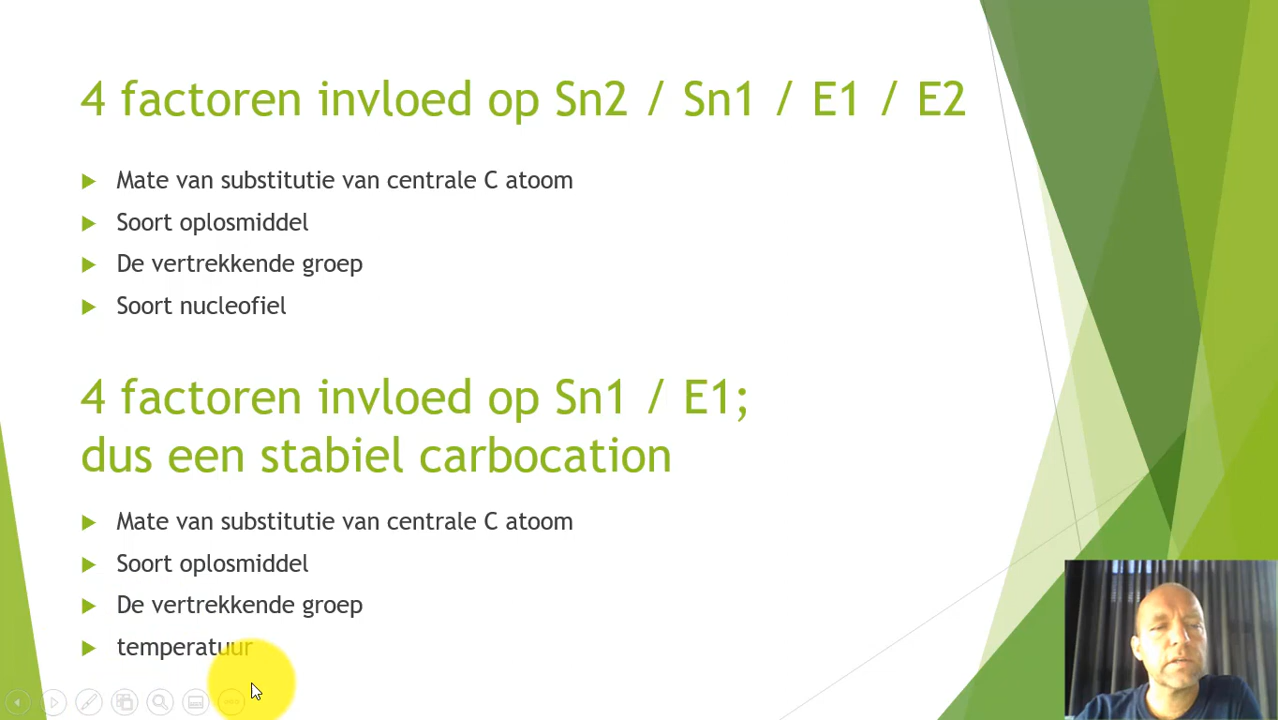 4 factoren invloed op Sn2 / Sn1 / E1 / E2
Mate van substitutie van centrale C atoom
Soort oplosmiddel
De vertrekkende groep
Soort nucleofiel
4 factoren invloed op Sn1 / E1;
dus een stabiel carbocation
Mate van substitutie van centrale C atoom
Soort oplosmiddel
De vertrekkende groep
temperatuur